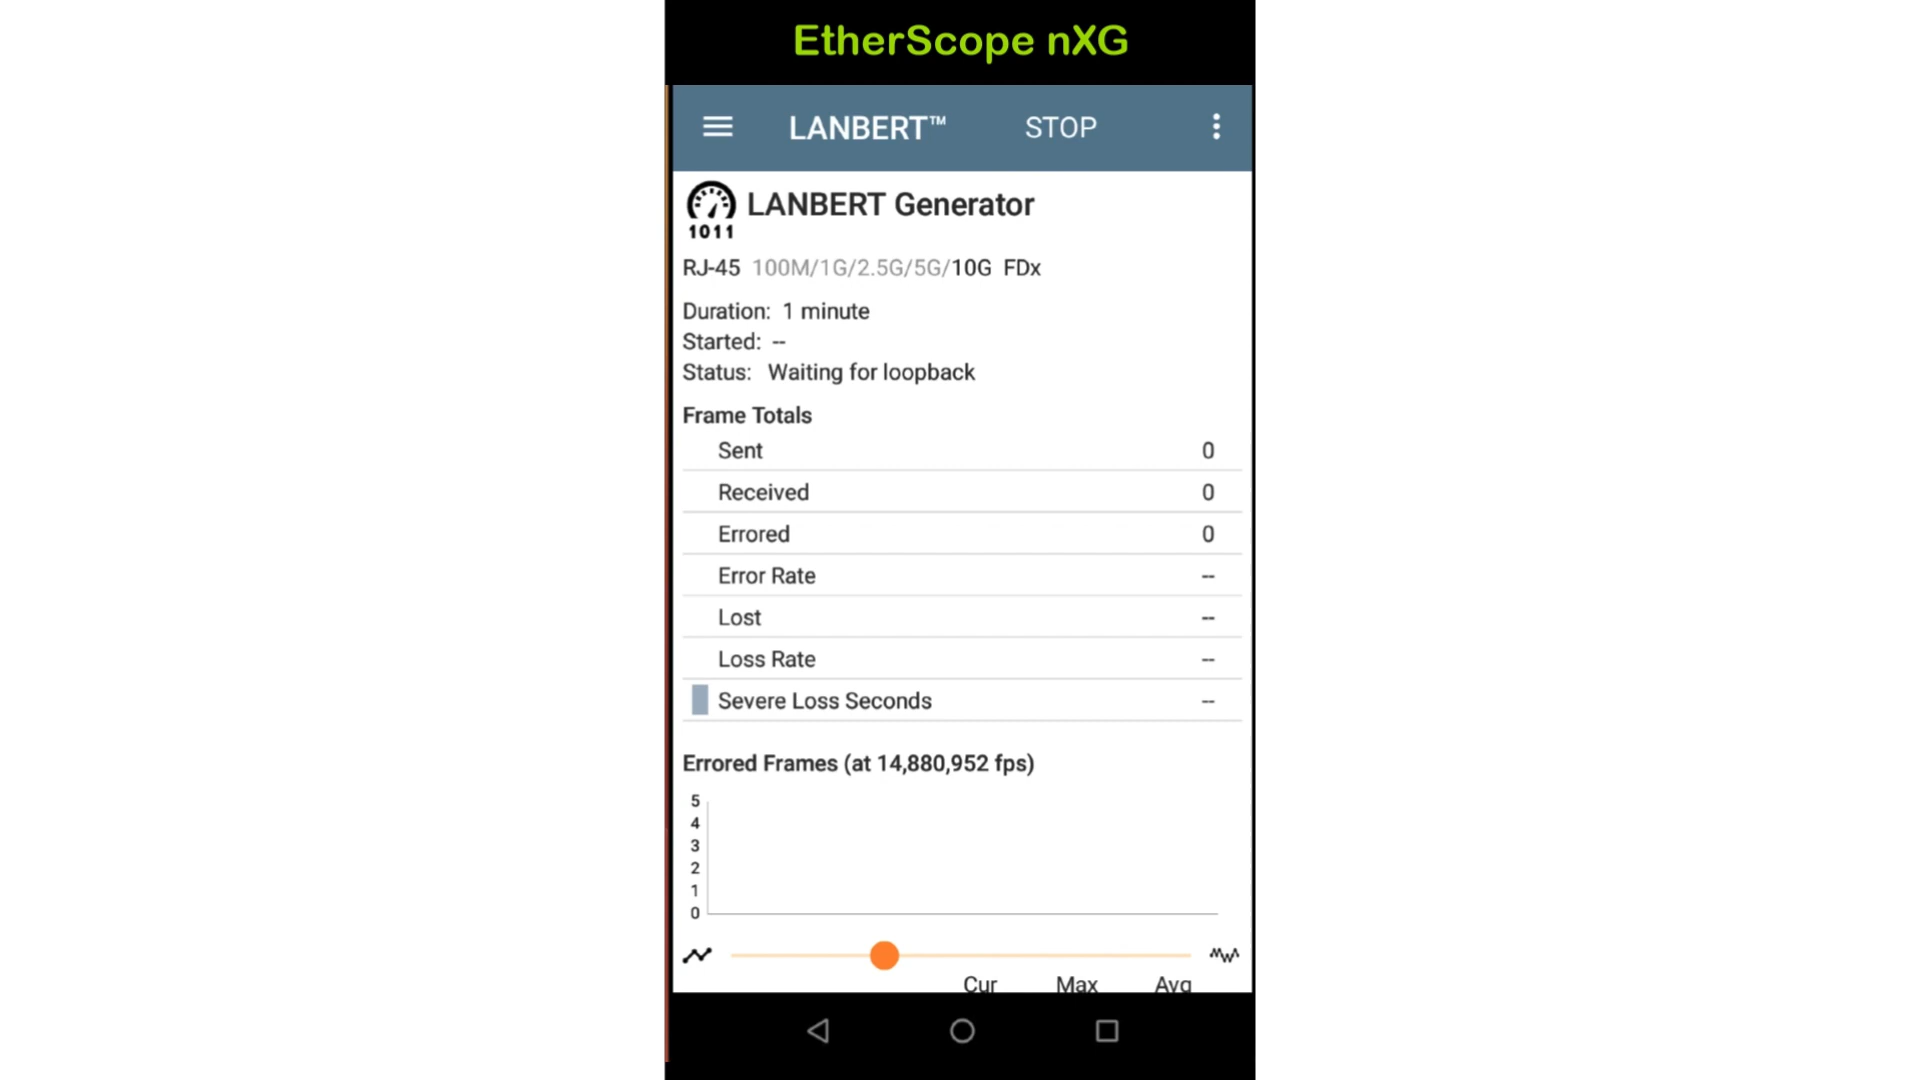 EtherScope nXG
LANBERT™ STOP
1011 LANBERT Generator
RJ-45 100M/1G/2.5G/5G/10G FDx
Duration: 1 minute
Started: --
Status: Waiting for loopback
Frame Totals
Sent 0
Received 0
Errored 0
Error Rate --
Lost --
Loss Rate --
Severe Loss Seconds --
Errored Frames (at 14,880,952 fps)
5
4
3
2
1
0
Cur Max Avg